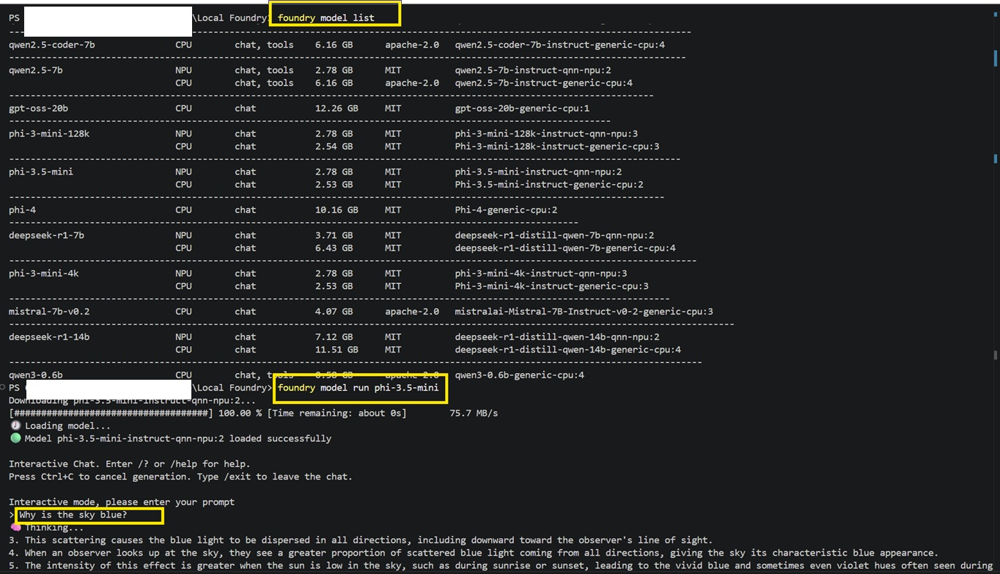 PS \Local Foundry> foundry model list
--------------------------------------------------------------------------------------------------------------------------------
qwen2.5-coder-7b CPU chat, tools 6.16 GB apache-2.0 qwen2.5-coder-7b-instruct-generic-cpu:4
-------------------------------------------------------------------------------------------------------------------------------
qwen2.5-7b NPU chat, tools 2.78 GB MIT qwen2.5-7b-instruct-qnn-npu:2
CPU chat, tools 6.16 GB apache-2.0 qwen2.5-7b-instruct-generic-cpu:4
-------------------------------------------------------------------------------------------------------------------------
gpt-oss-20b CPU chat 12.26 GB MIT gpt-oss-20b-generic-cpu:1
-----------------------------------------------------------------------------------------------------------------
phi-3-mini-128k NPU chat 2.78 GB MIT phi-3-mini-128k-instruct-qnn-npu:3
CPU chat 2.54 GB MIT Phi-3-mini-128k-instruct-generic-cpu:3
------------------------------------------------------------------------------------------------------------------------------
phi-3.5-mini NPU chat 2.78 GB MIT phi-3.5-mini-instruct-qnn-npu:2
CPU chat 2.53 GB MIT Phi-3.5-mini-instruct-generic-cpu:2
---------------------------------------------------------------------------------------------------------------------------
phi-4 CPU chat 10.16 GB MIT Phi-4-generic-cpu:2
-----------------------------------------------------------------------------------------------------------
deepseek-r1-7b NPU chat 3.71 GB MIT deepseek-r1-distill-qwen-7b-qnn-npu:2
CPU chat 6.43 GB MIT deepseek-r1-distill-qwen-7b-generic-cpu:4
---------------------------------------------------------------------------------------------------------------------------------
phi-3-mini-4k NPU chat 2.78 GB MIT phi-3-mini-4k-instruct-qnn-npu:3
CPU chat 2.53 GB MIT Phi-3-mini-4k-instruct-generic-cpu:3
----------------------------------------------------------------------------------------------------------------------------
mistral-7b-v0.2 CPU chat 4.07 GB apache-2.0 mistralai-Mistral-7B-Instruct-v0-2-generic-cpu:3
----------------------------------------------------------------------------------------------------------------------------------------
deepseek-r1-14b NPU chat 7.12 GB MIT deepseek-r1-distill-qwen-14b-qnn-npu:2
CPU chat 11.51 GB MIT deepseek-r1-distill-qwen-14b-generic-cpu:4
----------------------------------------------------------------------------------------------------------------------------------
qwen3-0.6b CPU chat, tools 0.58 GB apache-2.0 qwen3-0.6b-generic-cpu:4
PS \Local Foundry> foundry model run phi-3.5-mini
Downloading phi-3.5-mini-instruct-qnn-npu:2...
[####################################] 100.00 % [Time remaining: about 0s] 75.7 MB/s
🕗 Loading model...
🟢 Model phi-3.5-mini-instruct-qnn-npu:2 loaded successfully
Interactive Chat. Enter /? or /help for help.
Press Ctrl+C to cancel generation. Type /exit to leave the chat.
Interactive mode, please enter your prompt
> Why is the sky blue?
🧠 Thinking...
3. This scattering causes the blue light to be dispersed in all directions, including downward toward the observer's line of sight.
4. When an observer looks up at the sky, they see a greater proportion of scattered blue light coming from all directions, giving the sky its characteristic blue appearance.
5. The intensity of this effect is greater when the sun is low in the sky, such as during sunrise or sunset, leading to the vivid blue and sometimes even violet hues often seen during